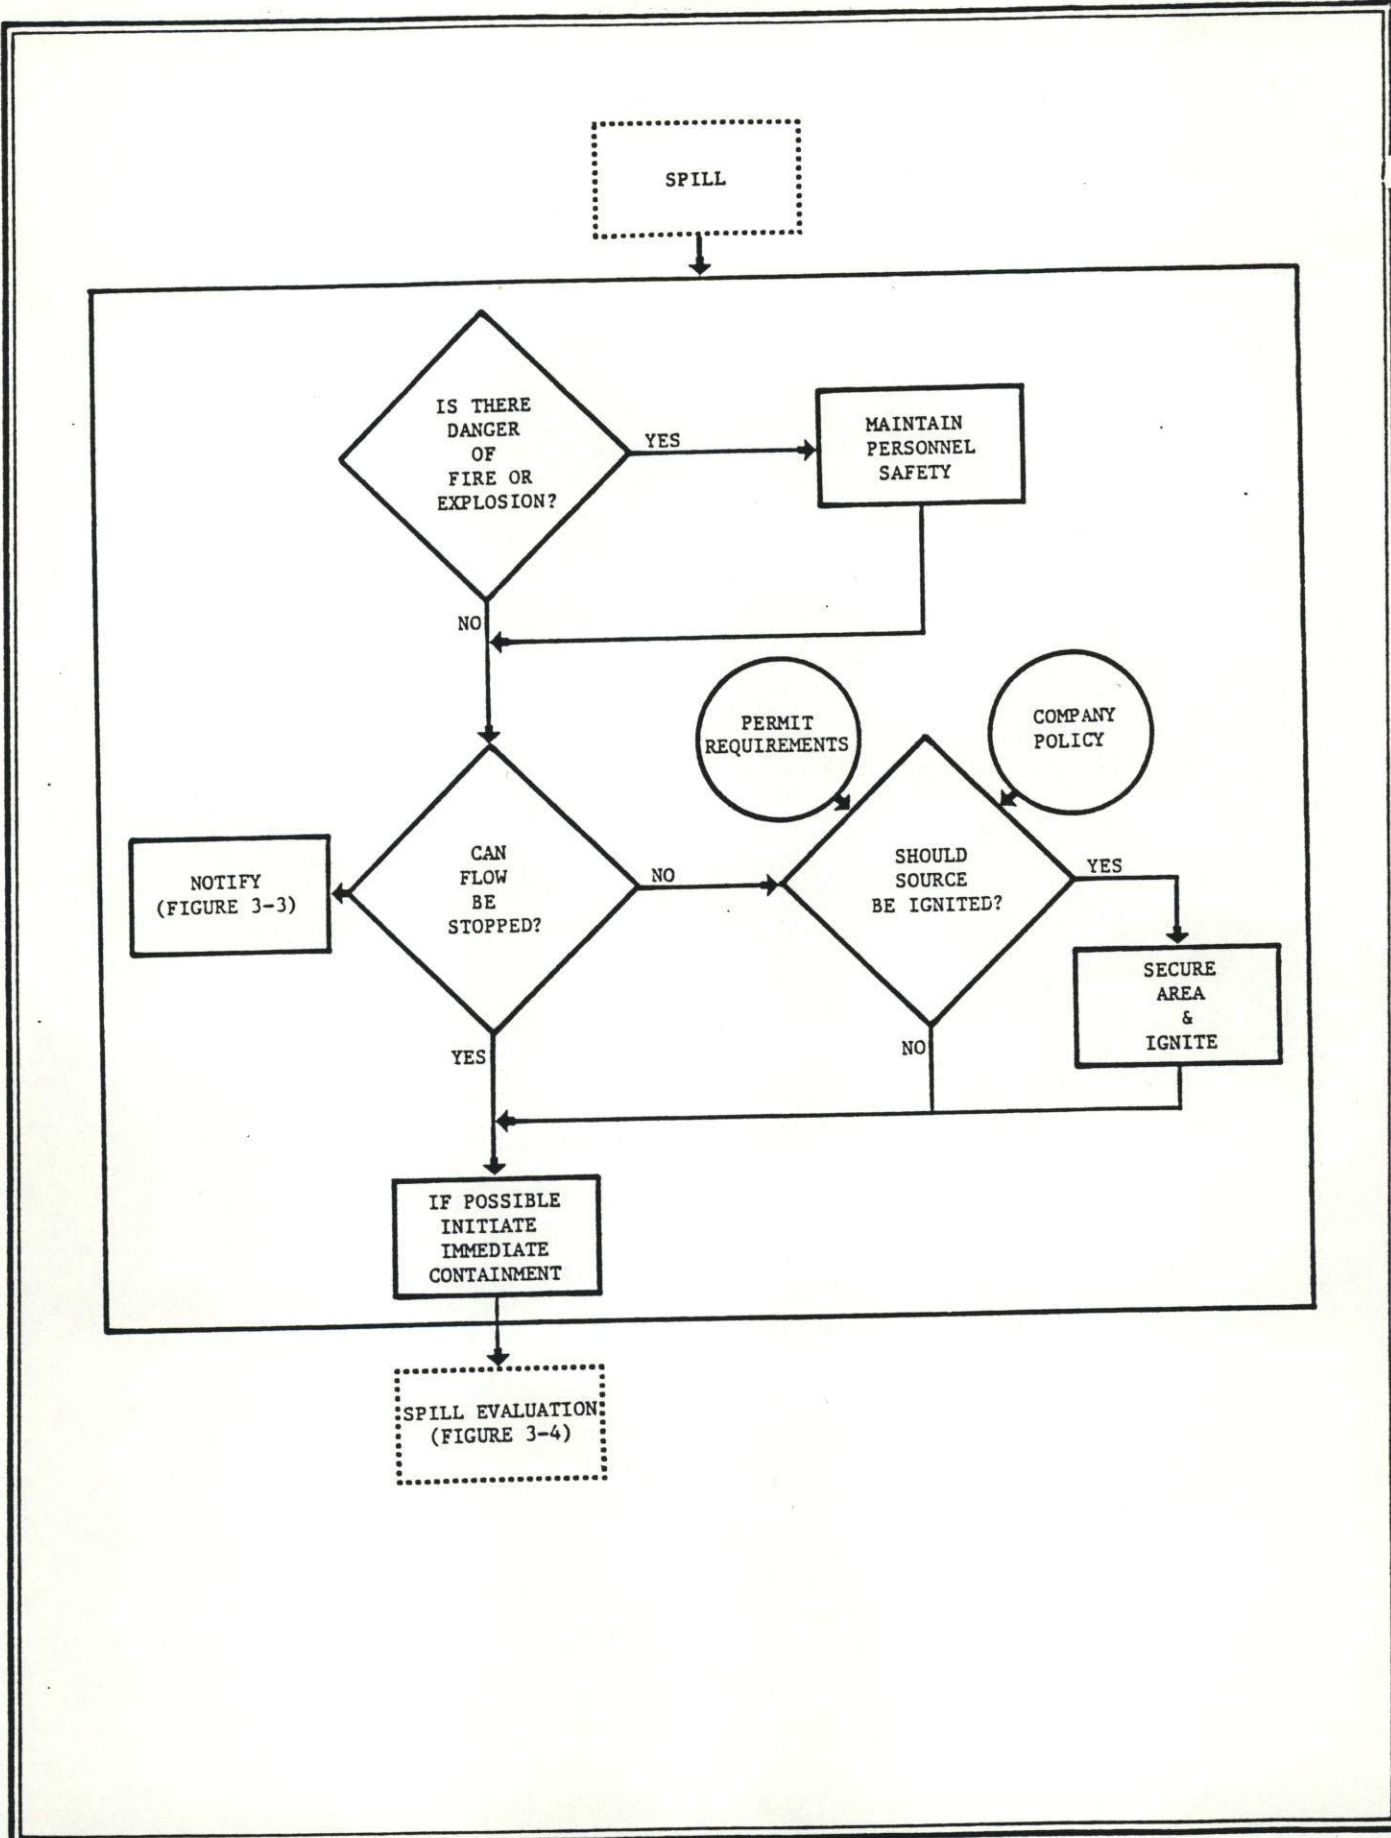 SPILL
IS THERE
DANGER
OF
FIRE OR
EXPLOSION?
YES
MAINTAIN
PERSONNEL
SAFETY
NO
PERMIT
REQUIREMENTS
COMPANY
POLICY
CAN
FLOW
BE
STOPPED?
NOTIFY
(FIGURE 3-3)
NO
SHOULD
SOURCE
BE IGNITED?
YES
SECURE
AREA
&
IGNITE
YES
NO
IF POSSIBLE
INITIATE
IMMEDIATE
CONTAINMENT
SPILL EVALUATION
(FIGURE 3-4)